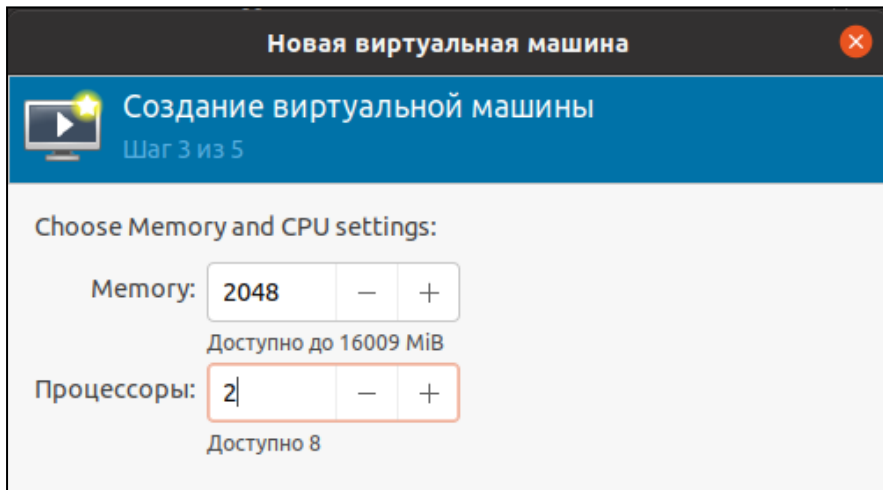 Новая виртуальная машина
Создание виртуальной машины
Шаг 3 из 5
Choose Memory and CPU settings:
Memory: 2048 − +
Доступно до 16009 MiB
Процессоры: 2 − +
Доступно 8